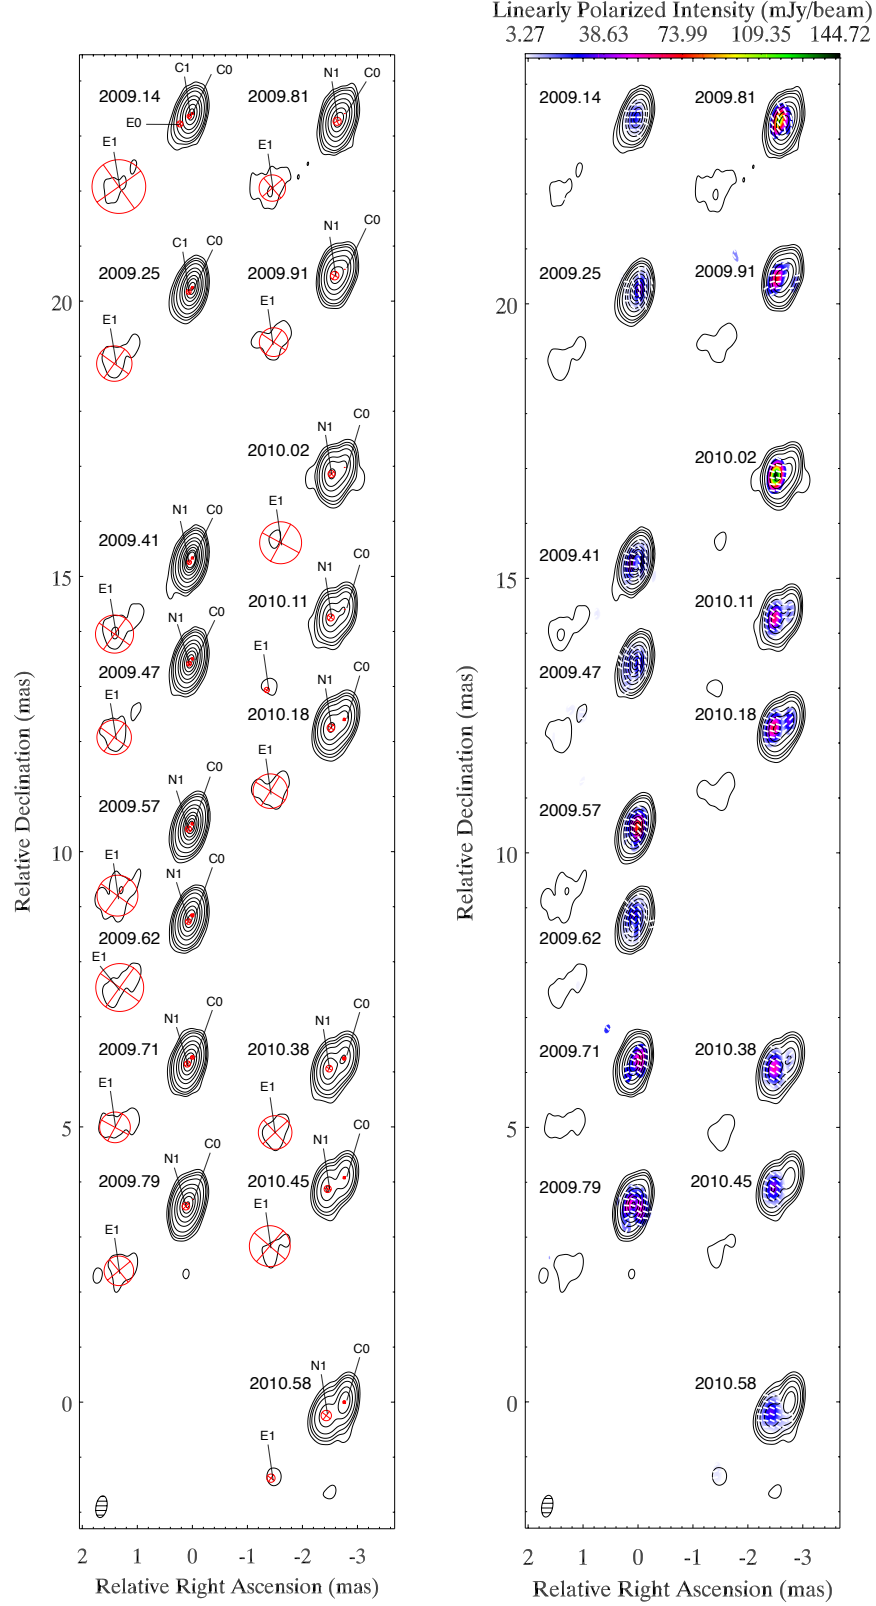 Linearly Polarized Intensity (mJy/beam)
3.27 38.63 73.99 109.35 144.72
C1 C0
2009.14
E0
E1
N1 C0
2009.81
E1
C1 C0
2009.25
E1
N1 C0
2009.91
E1
N1 C0
2010.02
E1
N1 C0
2009.41
E1
N1 C0
2010.11
E1
N1 C0
2009.47
E1
N1 C0
2010.18
E1
N1 C0
2009.57
E1
N1 C0
2009.62
E1
N1 C0
2009.71
E1
N1 C0
2010.38
E1
N1 C0
2009.79
E1
N1 C0
2010.45
E1
N1 C0
2010.58
E1
20
15
10
5
0
Relative Declination (mas)
2 1 0 -1 -2 -3
Relative Right Ascension (mas)
2009.14 2009.81
2009.25 2009.91
2010.02
2009.41
2010.11
2009.47
2010.18
2009.57
2009.62
2009.71 2010.38
2009.79 2010.45
2010.58
20
15
10
5
0
Relative Declination (mas)
2 1 0 -1 -2 -3
Relative Right Ascension (mas)